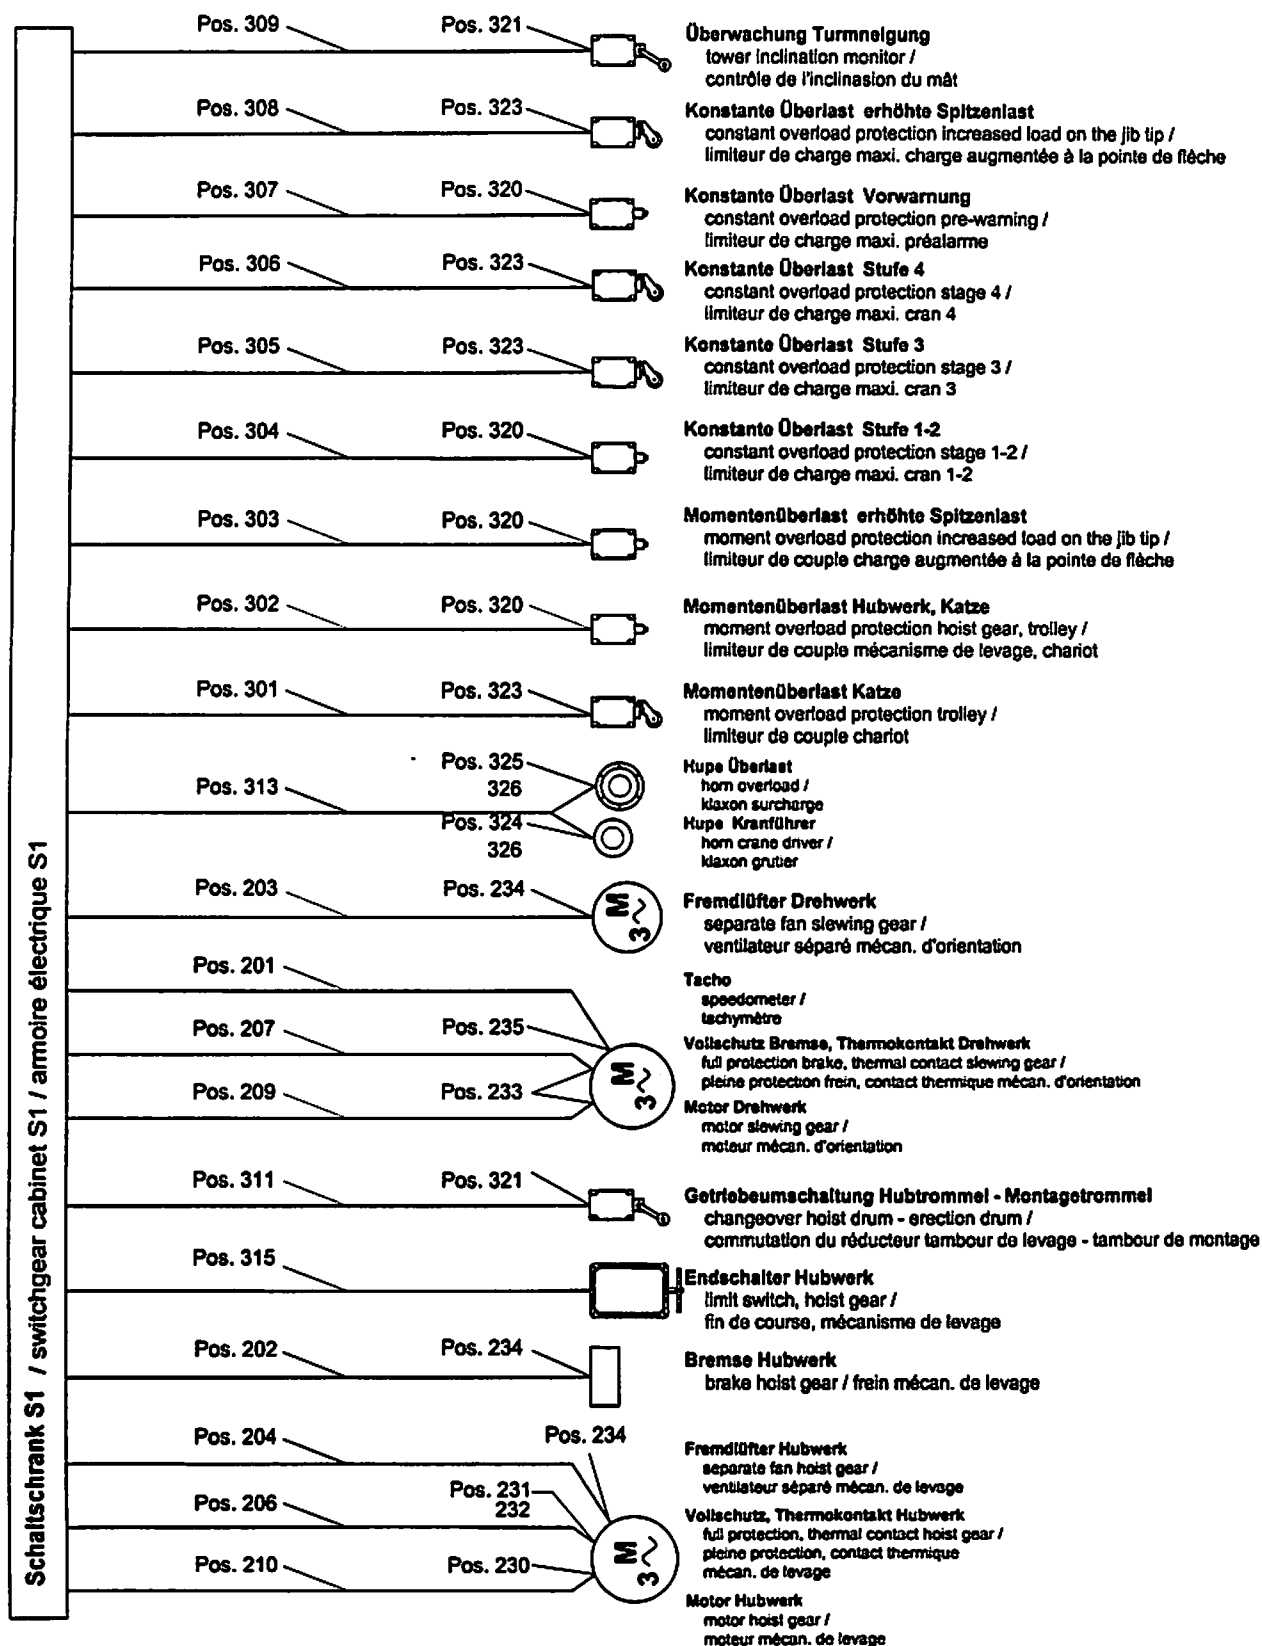 Schaltschrank S1 / switchgear cabinet S1 / armoire électrique S1
Pos. 309 Pos. 321
Überwachung Turmneigung
tower inclination monitor /
contrôle de l'inclinasion du mât
Pos. 308 Pos. 323
Konstante Überlast erhöhte Spitzenlast
constant overload protection increased load on the jib tip /
limiteur de charge maxi. charge augmentée à la pointe de flèche
Pos. 307 Pos. 320
Konstante Überlast Vorwarnung
constant overload protection pre-warning /
limiteur de charge maxi. préalarme
Pos. 306 Pos. 323
Konstante Überlast Stufe 4
constant overload protection stage 4 /
limiteur de charge maxi. cran 4
Pos. 305 Pos. 323
Konstante Überlast Stufe 3
constant overload protection stage 3 /
limiteur de charge maxi. cran 3
Pos. 304 Pos. 320
Konstante Überlast Stufe 1-2
constant overload protection stage 1-2 /
limiteur de charge maxi. cran 1-2
Pos. 303 Pos. 320
Momentenüberlast erhöhte Spitzenlast
moment overload protection increased load on the jib tip /
limiteur de couple charge augmentée à la pointe de flèche
Pos. 302 Pos. 320
Momentenüberlast Hubwerk, Katze
moment overload protection hoist gear, trolley /
limiteur de couple mécanisme de levage, chariot
Pos. 301 Pos. 323
Momentenüberlast Katze
moment overload protection trolley /
limiteur de couple chariot
Pos. 313
Pos. 325
326
Hupe Überlast
horn overload /
klaxon surcharge
Pos. 324
326
Hupe Kranführer
horn crane driver /
klaxon grutier
Pos. 203 Pos. 234
M
3~
Fremdlüfter Drehwerk
separate fan slewing gear /
ventilateur séparé mécan. d'orientation
Pos. 201
Tacho
speedometer /
tachymètre
Pos. 207 Pos. 235
Vollschutz Bremse, Thermokontakt Drehwerk
full protection brake, thermal contact slewing gear /
pleine protection frein, contact thermique mécan. d'orientation
M
3~
Pos. 209 Pos. 233
Motor Drehwerk
motor slewing gear /
moteur mécan. d'orientation
Pos. 311 Pos. 321
Getriebeumschaltung Hubtrommel - Montagetrommel
changeover hoist drum - erection drum /
commutation du réducteur tambour de levage - tambour de montage
Pos. 315
Endschalter Hubwerk
limit switch, hoist gear /
fin de course, mécanisme de levage
Pos. 202 Pos. 234
Bremse Hubwerk
brake hoist gear / frein mécan. de levage
Pos. 204 Pos. 234
Fremdlüfter Hubwerk
separate fan hoist gear /
ventilateur séparé mécan. de levage
Pos. 206 Pos. 231
232
Vollschutz, Thermokontakt Hubwerk
full protection, thermal contact hoist gear /
pleine protection, contact thermique
mécan. de levage
M
3~
Pos. 210 Pos. 230
Motor Hubwerk
motor hoist gear /
moteur mécan. de levage